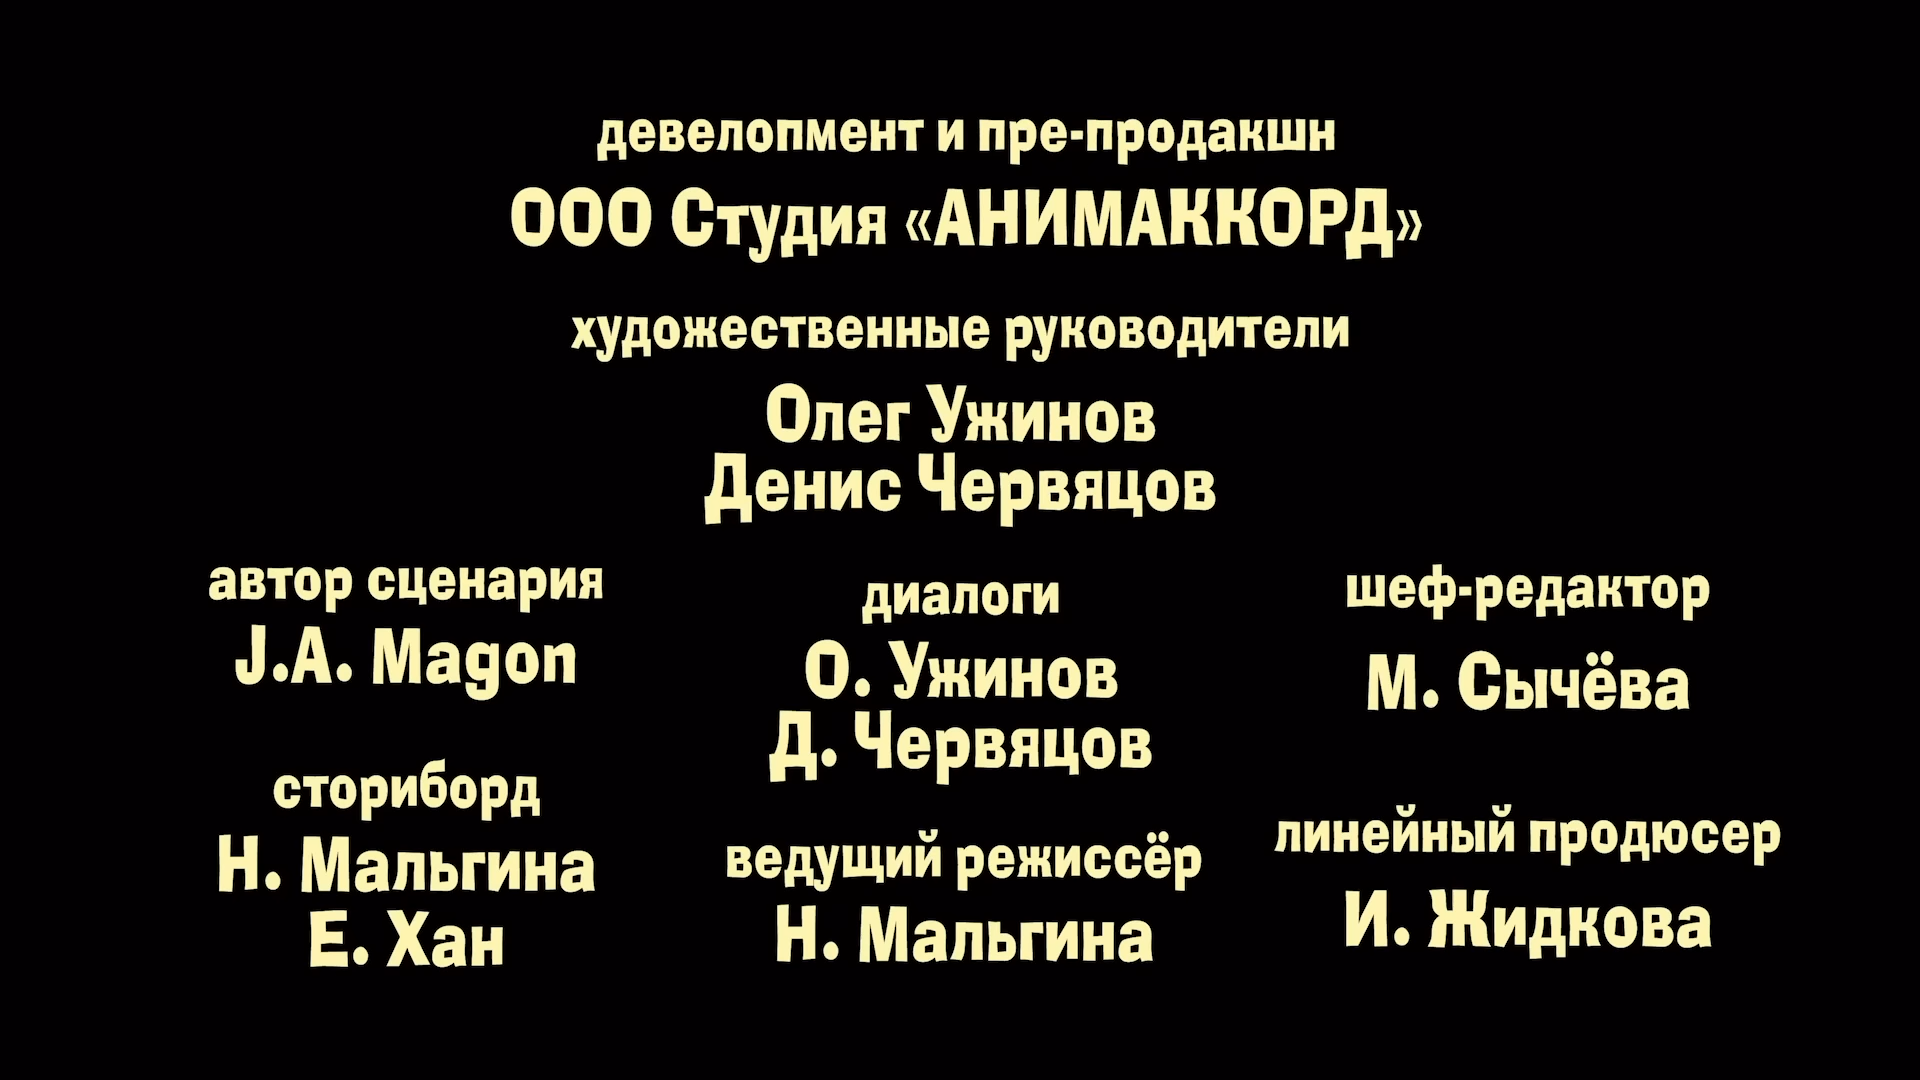 девелопмент и пре-продакшн
ООО Студия «АНИМАККОРД»
художественные руководители
Олег Ужинов
Денис Червяцов
автор сценария
J.A. Magon
сториборд
Н. Мальгина
Е. Хан
диалоги
О. Ужинов
Д. Червяцов
ведущий режиссёр
Н. Мальгина
шеф-редактор
М. Сычёва
линейный продюсер
И. Жидкова